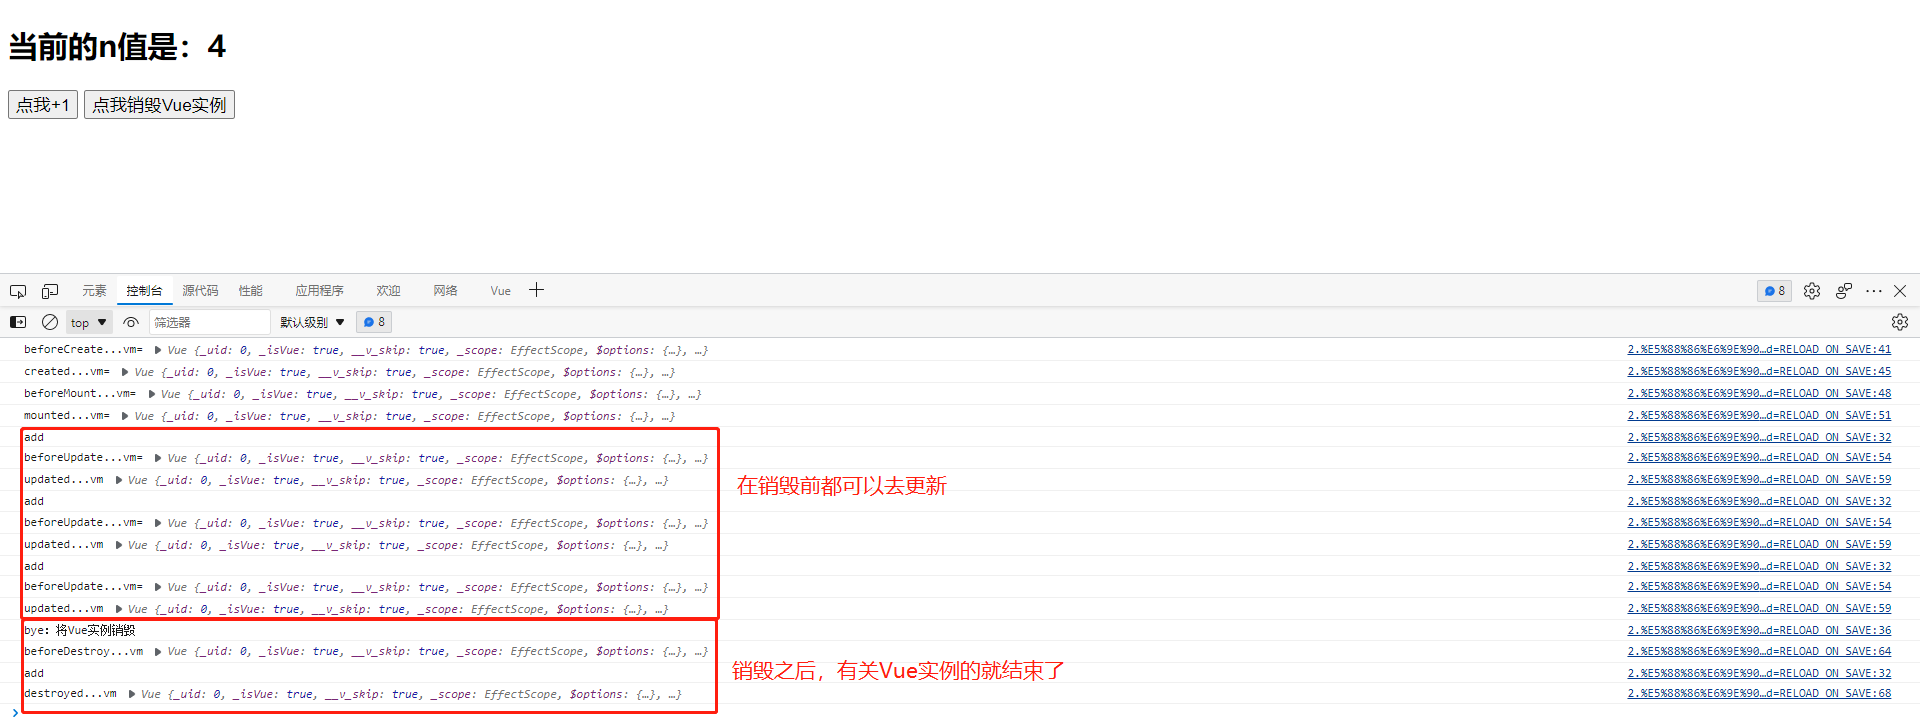 当前的n值是：4
点我+1 点我销毁Vue实例
元素 控制台 源代码 性能 应用程序 欢迎 网络 Vue 8
top 筛选器 默认级别 8
beforeCreate...vm= Vue {_uid: 0, _isVue: true, __v_skip: true, _scope: EffectScope, $options: {…}, …} 2.%E5%88%86%E6%9E%90…d=RELOAD_ON_SAVE:41
created...vm= Vue {_uid: 0, _isVue: true, __v_skip: true, _scope: EffectScope, $options: {…}, …} 2.%E5%88%86%E6%9E%90…d=RELOAD_ON_SAVE:45
beforeMount...vm= Vue {_uid: 0, _isVue: true, __v_skip: true, _scope: EffectScope, $options: {…}, …} 2.%E5%88%86%E6%9E%90…d=RELOAD_ON_SAVE:48
mounted...vm= Vue {_uid: 0, _isVue: true, __v_skip: true, _scope: EffectScope, $options: {…}, …} 2.%E5%88%86%E6%9E%90…d=RELOAD_ON_SAVE:51
add 2.%E5%88%86%E6%9E%90…d=RELOAD_ON_SAVE:32
beforeUpdate...vm= Vue {_uid: 0, _isVue: true, __v_skip: true, _scope: EffectScope, $options: {…}, …} 2.%E5%88%86%E6%9E%90…d=RELOAD_ON_SAVE:54
updated...vm Vue {_uid: 0, _isVue: true, __v_skip: true, _scope: EffectScope, $options: {…}, …} 2.%E5%88%86%E6%9E%90…d=RELOAD_ON_SAVE:59
在销毁前都可以去更新
add 2.%E5%88%86%E6%9E%90…d=RELOAD_ON_SAVE:32
beforeUpdate...vm= Vue {_uid: 0, _isVue: true, __v_skip: true, _scope: EffectScope, $options: {…}, …} 2.%E5%88%86%E6%9E%90…d=RELOAD_ON_SAVE:54
updated...vm Vue {_uid: 0, _isVue: true, __v_skip: true, _scope: EffectScope, $options: {…}, …} 2.%E5%88%86%E6%9E%90…d=RELOAD_ON_SAVE:59
add 2.%E5%88%86%E6%9E%90…d=RELOAD_ON_SAVE:32
beforeUpdate...vm= Vue {_uid: 0, _isVue: true, __v_skip: true, _scope: EffectScope, $options: {…}, …} 2.%E5%88%86%E6%9E%90…d=RELOAD_ON_SAVE:54
updated...vm Vue {_uid: 0, _isVue: true, __v_skip: true, _scope: EffectScope, $options: {…}, …} 2.%E5%88%86%E6%9E%90…d=RELOAD_ON_SAVE:59
bye：将Vue实例销毁 2.%E5%88%86%E6%9E%90…d=RELOAD_ON_SAVE:36
beforeDestroy...vm Vue {_uid: 0, _isVue: true, __v_skip: true, _scope: EffectScope, $options: {…}, …} 2.%E5%88%86%E6%9E%90…d=RELOAD_ON_SAVE:64
销毁之后，有关Vue实例的就结束了
add 2.%E5%88%86%E6%9E%90…d=RELOAD_ON_SAVE:32
destroyed...vm Vue {_uid: 0, _isVue: true, __v_skip: true, _scope: EffectScope, $options: {…}, …} 2.%E5%88%86%E6%9E%90…d=RELOAD_ON_SAVE:68